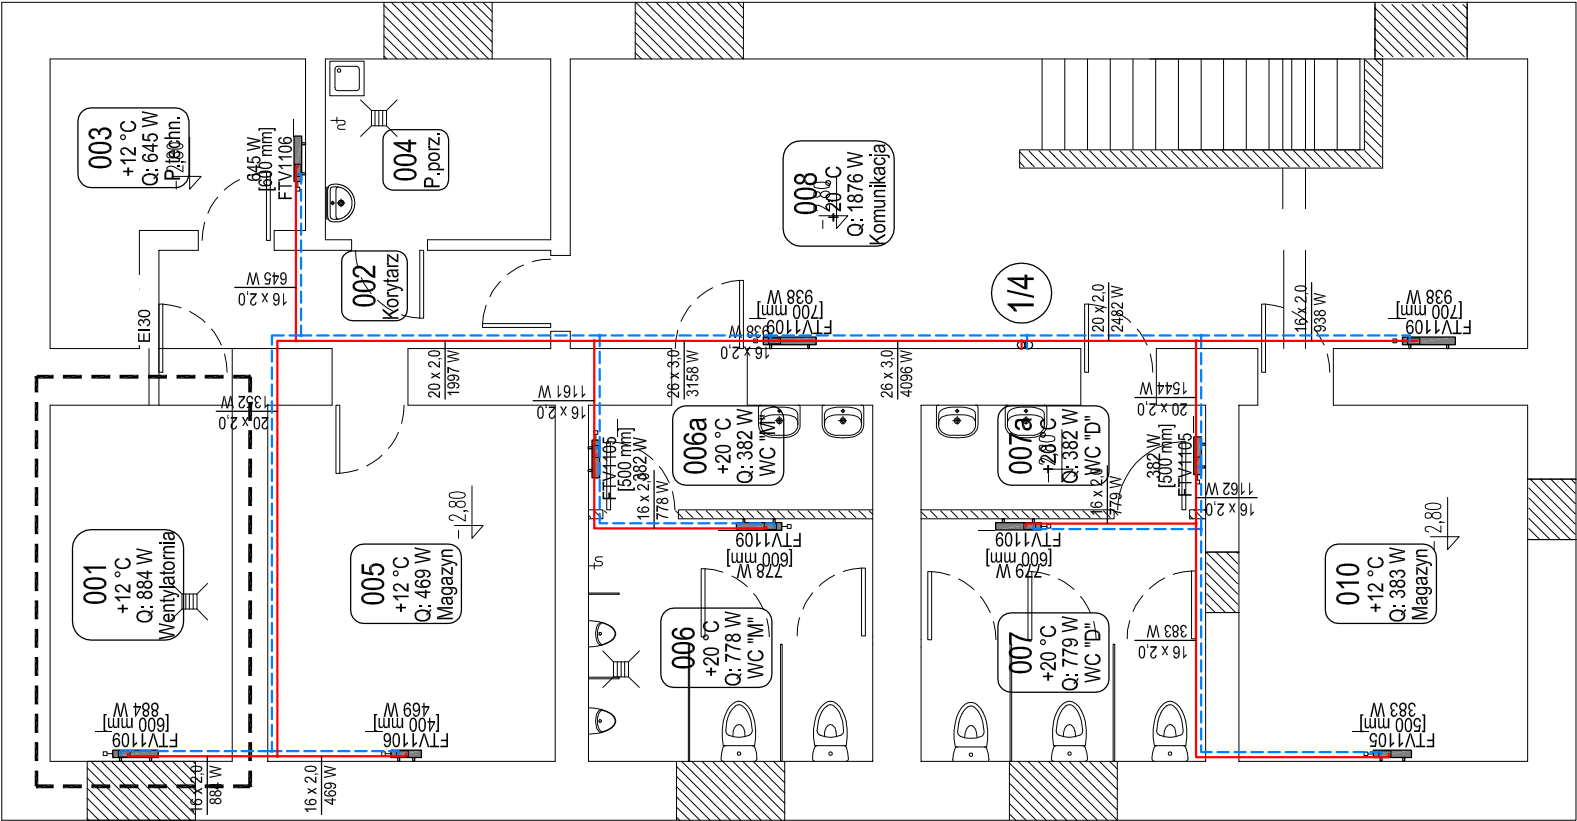 003
+12 °C
Q: 645 W
P.techn.
645 W
[600 mm]
FTV1106
004
P.porz.
002
Korytarz
645 W
16 x 2,0
EI30
008
+20 °C
Q: 1876 W
Komunikacja
1/4
938 W
[700 mm]
FTV1109
938 W
16 x 2,0
20 x 2,0
2482 W
16 x 2,0
938 W
938 W
[700 mm]
FTV1109
20 x 2,0
1997 W
1352 W
20 x 2,0
1161 W
16 x 2,0
26 x 3,0
3158 W
26 x 3,0
4096 W
1544 W
20 x 2,0
006a
+20 °C
Q: 382 W
WC "M"
FTV1105
[500 mm]
382 W
16 x 2,0
778 W
007a
+20 °C
Q: 382 W
WC "D"
382 W
[500 mm]
FTV1105
16 x 2,0
779 W
1162 W
16 x 2,0
001
+12 °C
Q: 884 W
Wentylatornia
005
+12 °C
Q: 469 W
Magazyn
-2,80
FTV1109
[600 mm]
778 W
FTV1109
[600 mm]
779 W
006
+20 °C
Q: 778 W
WC "M"
007
+20 °C
Q: 779 W
WC "D"
383 W
16 x 2,0
010
+12 °C
Q: 383 W
Magazyn
-2,80
884 W
[600 mm]
FTV1109
469 W
[400 mm]
FTV1106
383 W
[500 mm]
FTV1105
16 x 2,0
884 W
16 x 2,0
469 W